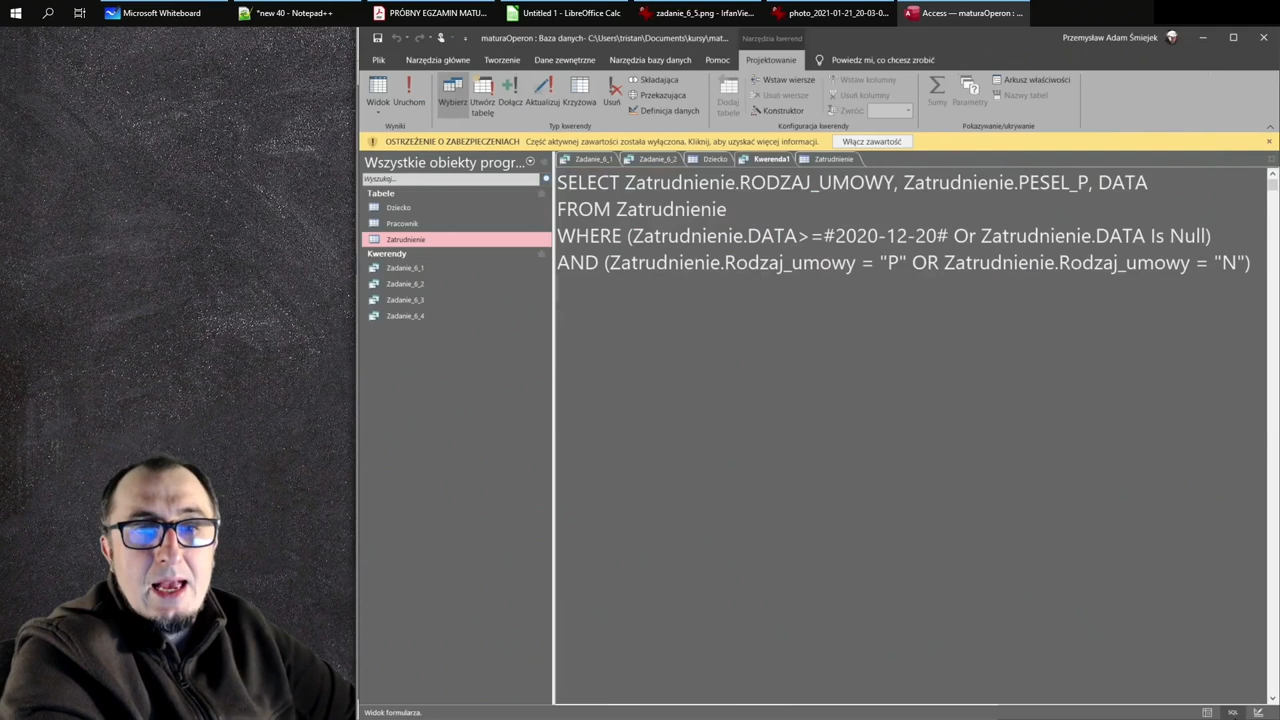 Microsoft Whiteboard
*new 40 - Notepad++
PRÓBNY EGZAMIN MATU...
Untitled 1 - LibreOffice Calc
zadanie_6_5.png - IrfanVie...
photo_2021-01-21_20-03-0...
Access — maturaOperon : ...
maturaOperon : Baza danych- C:\Users\tristan\Documents\kursy\mat...
Narzędzia kwerend
Przemysław Adam Śmiejek
Plik
Narzędzia główne
Tworzenie
Dane zewnętrzne
Narzędzia bazy danych
Pomoc
Projektowanie
Powiedz mi, co chcesz zrobić
Widok
Uruchom
Wybierz
Utwórz tabelę
Dołącz
Aktualizuj
Krzyżowa
Usuń
Składająca
Przekazująca
Definicja danych
Dodaj tabele
Wstaw wiersze
Usuń wiersze
Konstruktor
Wstaw kolumny
Usuń kolumny
Zwróć:
Sumy
Parametry
Arkusz właściwości
Nazwy tabel
Wyniki
Typ kwerendy
Konfiguracja kwerendy
Pokazywanie/ukrywanie
OSTRZEŻENIE O ZABEZPIECZENIACH Część aktywnej zawartości została wyłączona. Kliknij, aby uzyskać więcej informacji.
Włącz zawartość
Wszystkie obiekty progr...
Wyszukaj...
Tabele
Dziecko
Pracownik
Zatrudnienie
Kwerendy
Zadanie_6_1
Zadanie_6_2
Zadanie_6_3
Zadanie_6_4
Zadanie_6_1
Zadanie_6_2
Dziecko
Kwerenda1
Zatrudnienie
SELECT Zatrudnienie.RODZAJ_UMOWY, Zatrudnienie.PESEL_P, DATA
FROM Zatrudnienie
WHERE (Zatrudnienie.DATA>=#2020-12-20# Or Zatrudnienie.DATA Is Null)
AND (Zatrudnienie.Rodzaj_umowy = "P" OR Zatrudnienie.Rodzaj_umowy = "N")
Widok formularza.
SQL